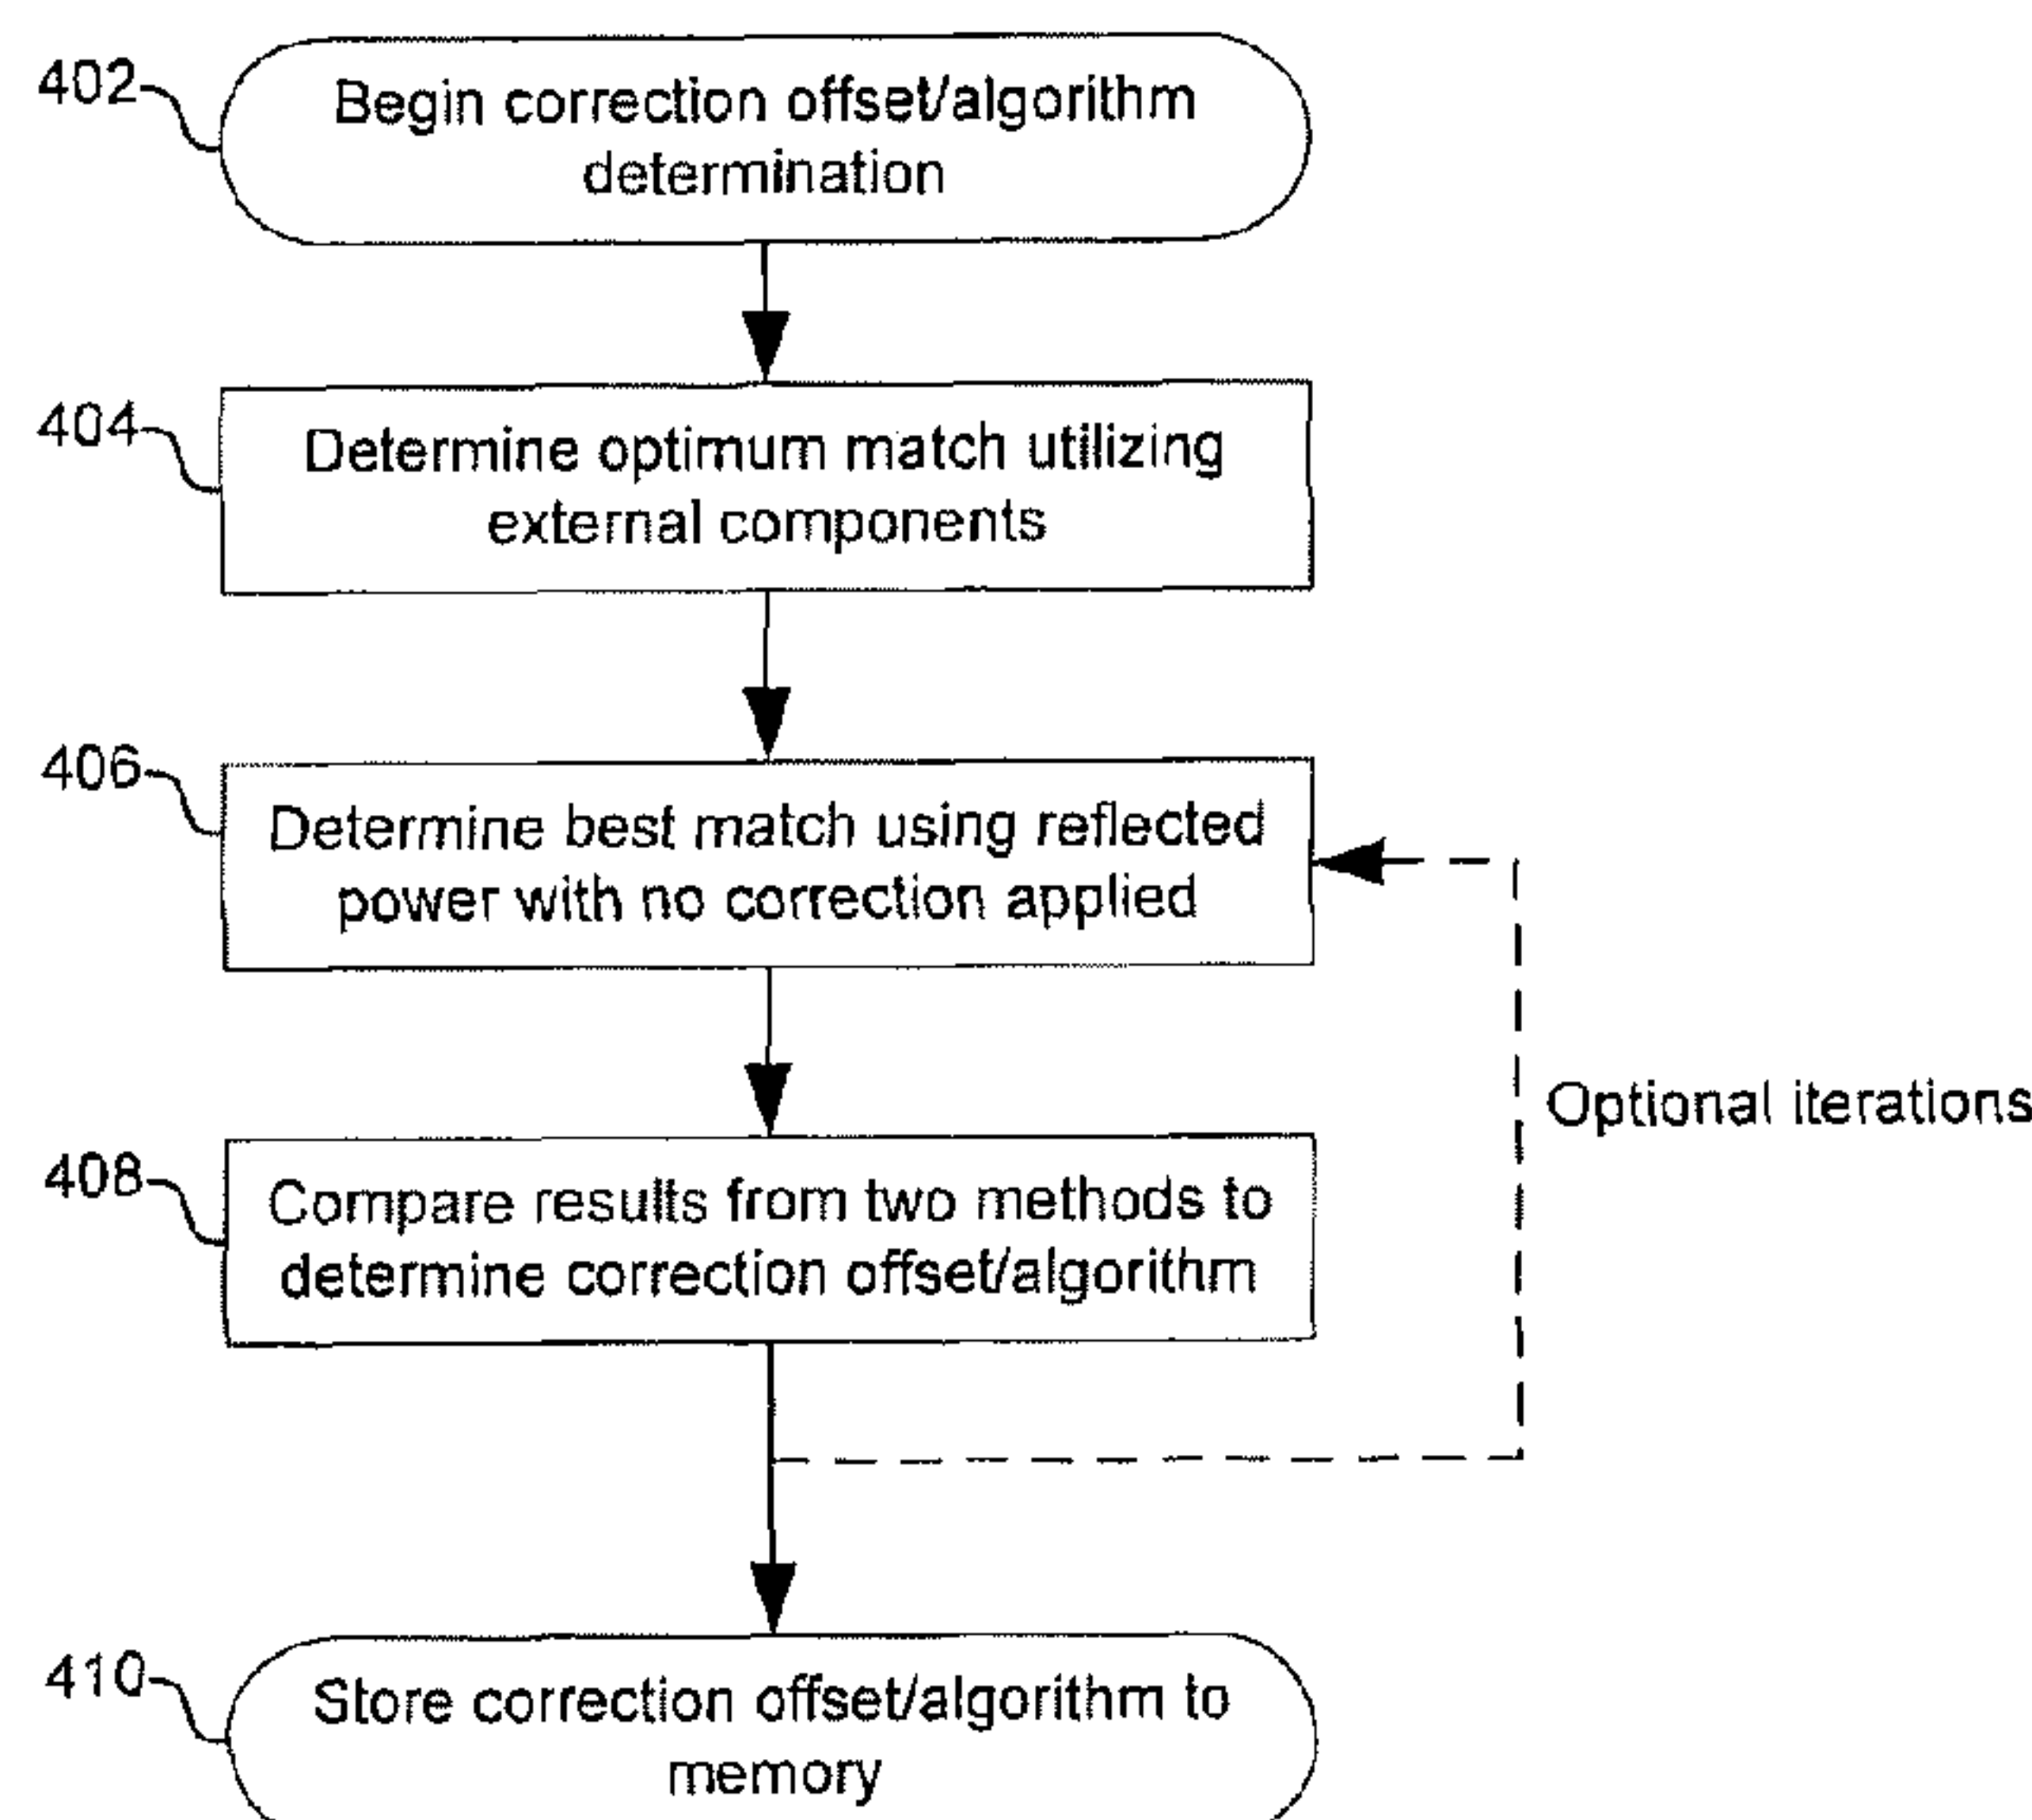 402
Begin correction offset/algorithm
determination
404
Determine optimum match utilizing
external components
406
Determine best match using reflected
power with no correction applied
408
Compare results from two methods to
determine correction offset/algorithm
Optional iterations
410
Store correction offset/algorithm to
memory